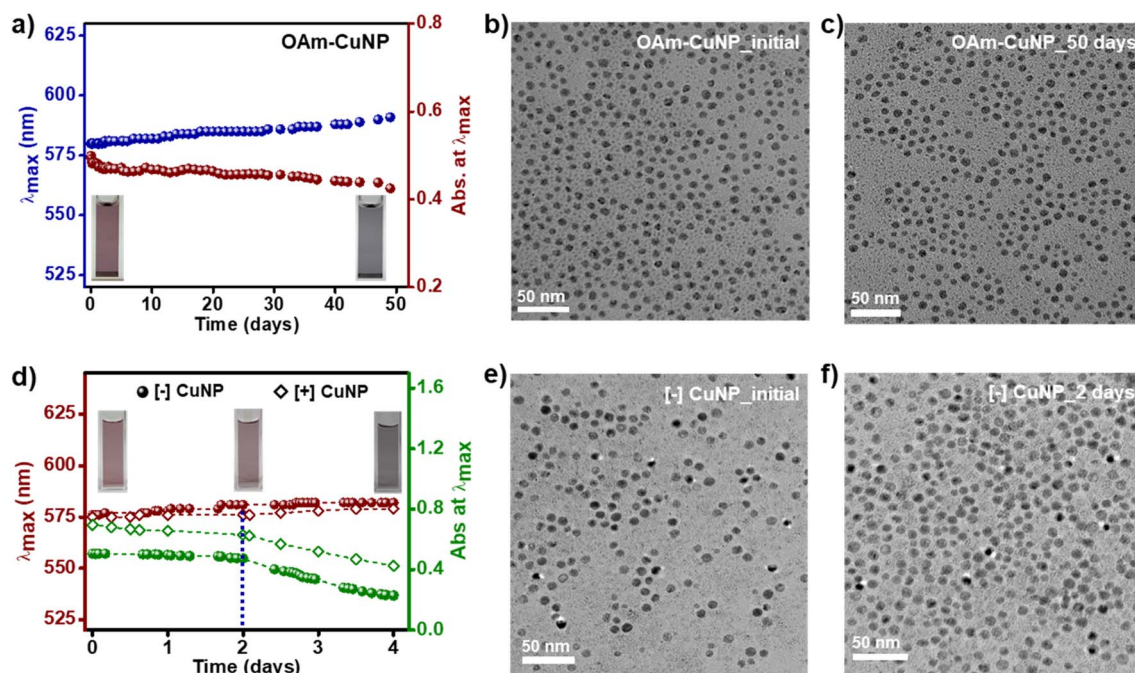 a)
OAm-CuNP
λmax (nm)
625
600
575
550
525
0.8
0.6
0.4
0.2
Abs. at λmax
0 10 20 30 40 50
Time (days)
b)
OAm-CuNP_initial
50 nm
c)
OAm-CuNP_50 days
50 nm
d)
[-] CuNP [+] CuNP
λmax (nm)
625
600
575
550
520
1.6
1.2
0.8
0.4
0.0
Abs at λmax
0 1 2 3 4
Time (days)
e)
[-] CuNP_initial
50 nm
f)
[-] CuNP_2 days
50 nm